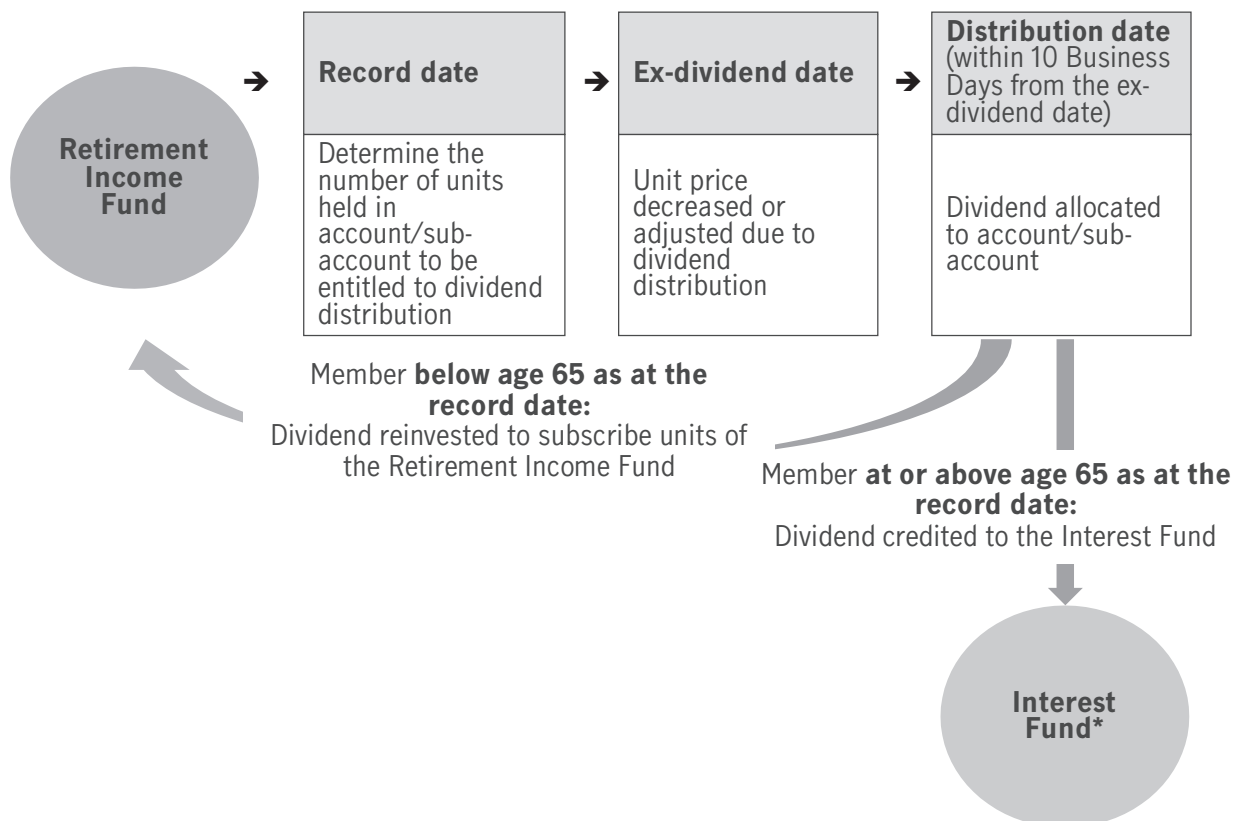 Retirement
Income
Fund
Record date
Determine the
number of units
held in
account/sub-
account to be
entitled to dividend
distribution
Ex-dividend date
Unit price
decreased or
adjusted due to
dividend
distribution
Distribution date
(within 10 Business
Days from the ex-
dividend date)
Dividend allocated
to account/sub-
account
Member below age 65 as at the
record date:
Dividend reinvested to subscribe units of
the Retirement Income Fund
Member at or above age 65 as at the
record date:
Dividend credited to the Interest Fund
Interest
Fund*